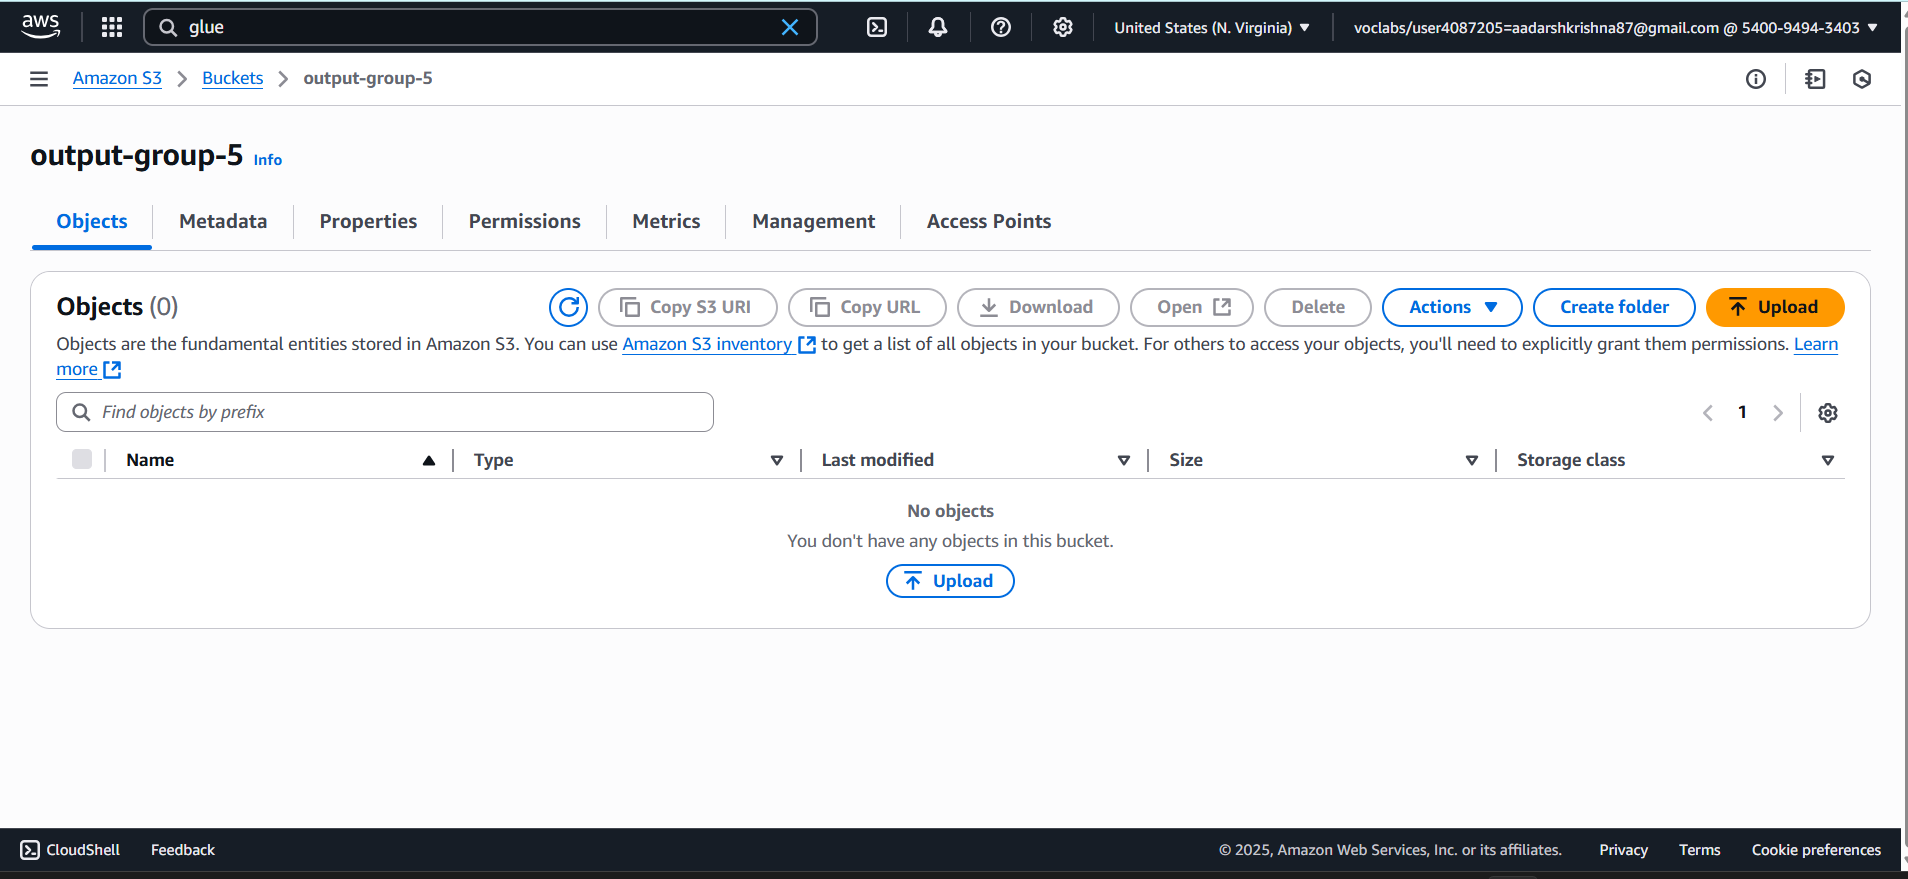 aws
glue
United States (N. Virginia)
voclabs/user4087205=aadarshkrishna87@gmail.com @ 5400-9494-3403
Amazon S3
Buckets
output-group-5
output-group-5 Info
Objects
Metadata
Properties
Permissions
Metrics
Management
Access Points
Objects (0)
Copy S3 URI
Copy URL
Download
Open
Delete
Actions
Create folder
Upload
Objects are the fundamental entities stored in Amazon S3. You can use Amazon S3 inventory to get a list of all objects in your bucket. For others to access your objects, you'll need to explicitly grant them permissions. Learn
more
Find objects by prefix
1
Name
Type
Last modified
Size
Storage class
No objects
You don't have any objects in this bucket.
Upload
CloudShell
Feedback
© 2025, Amazon Web Services, Inc. or its affiliates.
Privacy
Terms
Cookie preferences